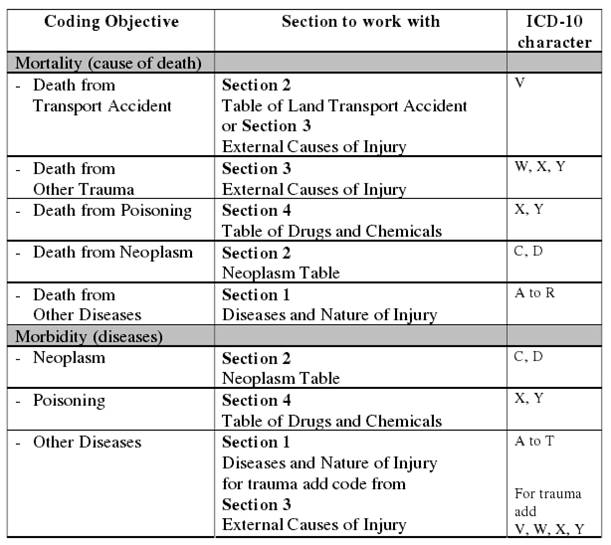 Coding Objective Section to work with ICD-10
character
Mortality (cause of death)
- Death from Transport Accident
Section 2
Table of Land Transport Accident
or Section 3
External Causes of Injury
V
- Death from
Other Trauma
Section 3
External Causes of Injury
W, X, Y
- Death from Poisoning
Section 4
Table of Drugs and Chemicals
X, Y
- Death from Neoplasm
Section 2
Neoplasm Table
C, D
- Death from
Other Diseases
Section 1
Diseases and Nature of Injury
A to R
Morbidity (diseases)
- Neoplasm
Section 2
Neoplasm Table
C, D
- Poisoning
Section 4
Table of Drugs and Chemicals
X, Y
- Other Diseases
Section 1
Diseases and Nature of Injury
for trauma add code from
Section 3
External Causes of Injury
A to T
For trauma
add
V, W, X, Y